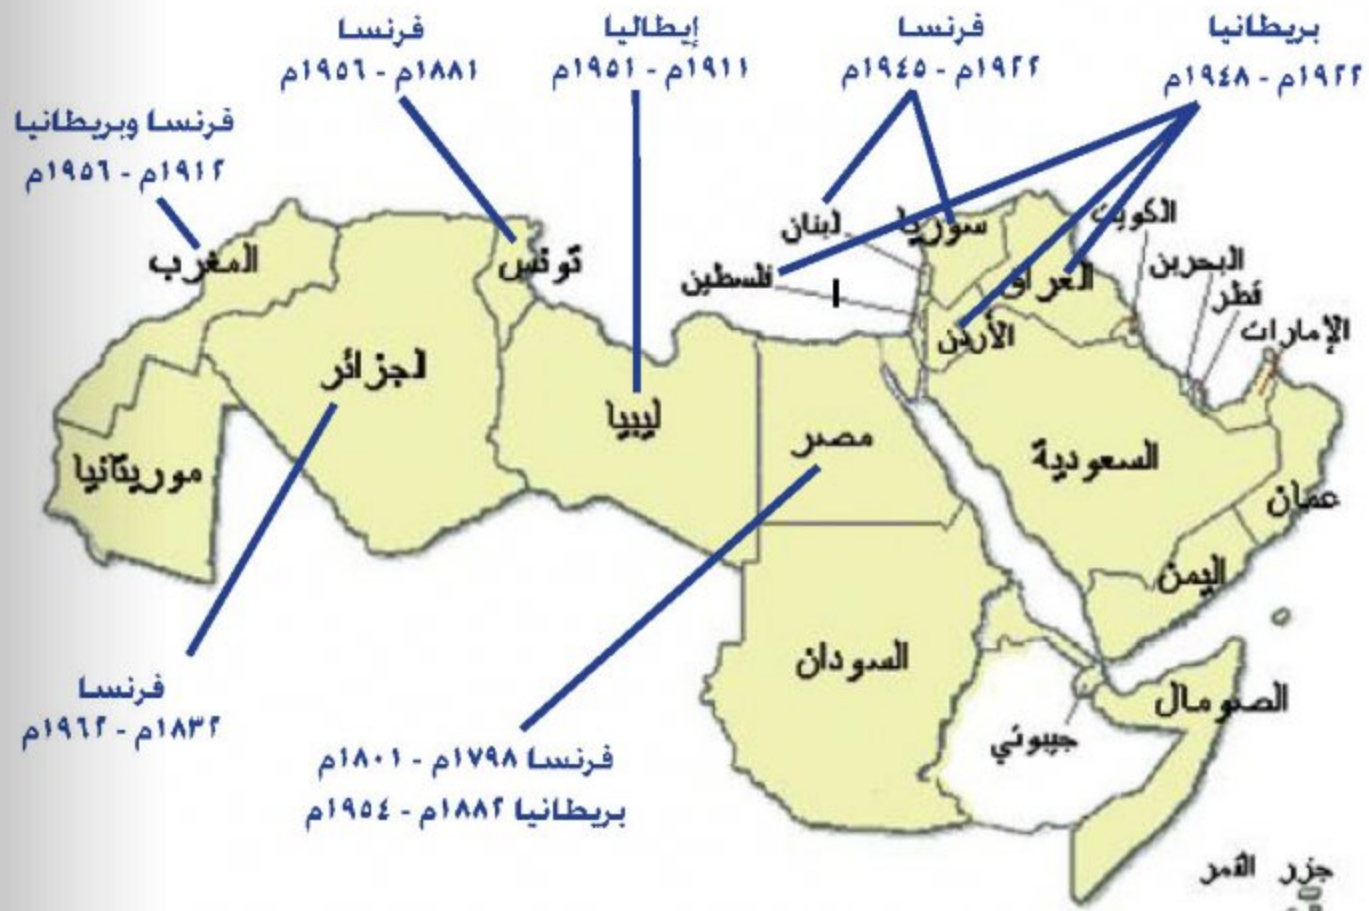 بريطانيا
١٩٢٢م - ١٩٤٨م
فرنسا
١٩٢٢م - ١٩٤٥م
إيطاليا
١٩١١م - ١٩٥١م
فرنسا
١٨٨١م - ١٩٥٦م
فرنسا وبريطانيا
١٩١٢م - ١٩٥٦م
الكويت
سوريا
لبنان
البحرين
قطر
العراق
فلسطين
تونس
المغرب
الإمارات
الأردن
الجزائر
ليبيا
مصر
السعودية
موريتانيا
عمان
اليمن
السودان
الصومال
جيبوتي
فرنسا
١٨٣٢م - ١٩٦٢م
فرنسا ١٧٩٨م - ١٨٠١م
بريطانيا ١٨٨٢م - ١٩٥٤م
جزر القمر